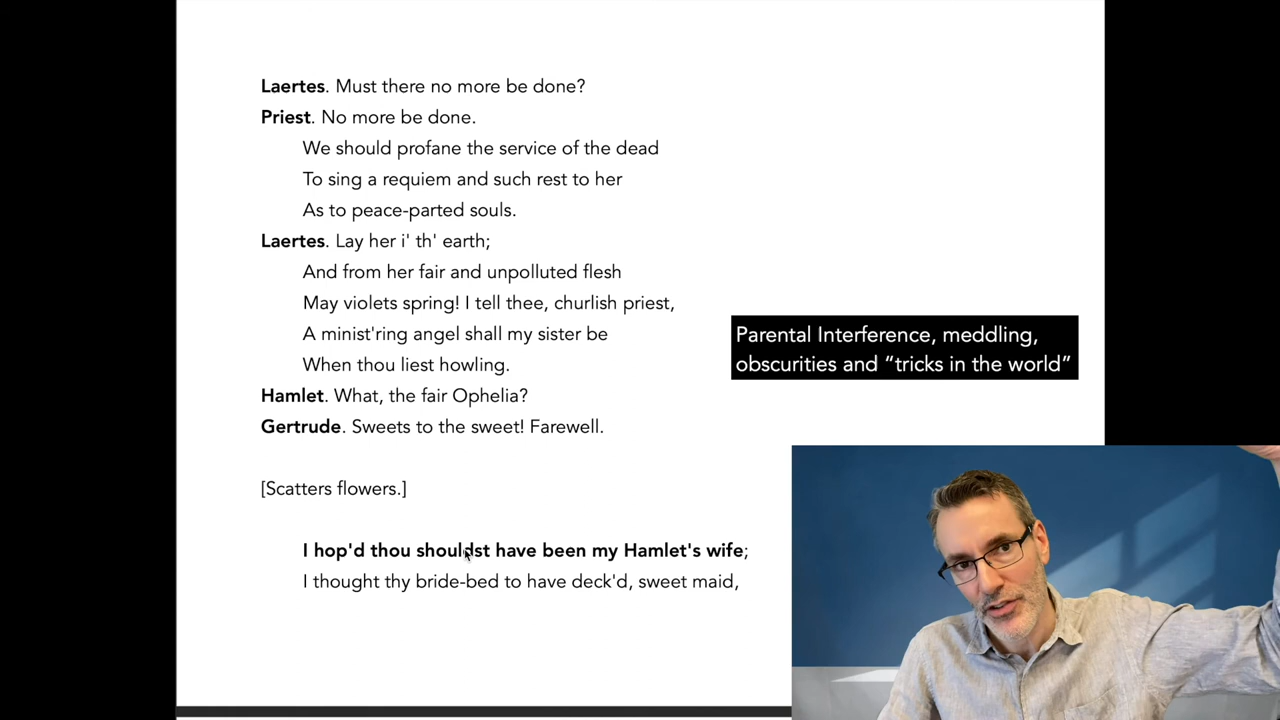 Laertes. Must there no more be done?
Priest. No more be done.
We should profane the service of the dead
To sing a requiem and such rest to her
As to peace-parted souls.
Laertes. Lay her i' th' earth;
And from her fair and unpolluted flesh
May violets spring! I tell thee, churlish priest,
A minist'ring angel shall my sister be
When thou liest howling.
Hamlet. What, the fair Ophelia?
Gertrude. Sweets to the sweet! Farewell.
[Scatters flowers.]
I hop'd thou shouldst have been my Hamlet's wife;
I thought thy bride-bed to have deck'd, sweet maid,
Parental Interference, meddling,
obscurities and “tricks in the world”